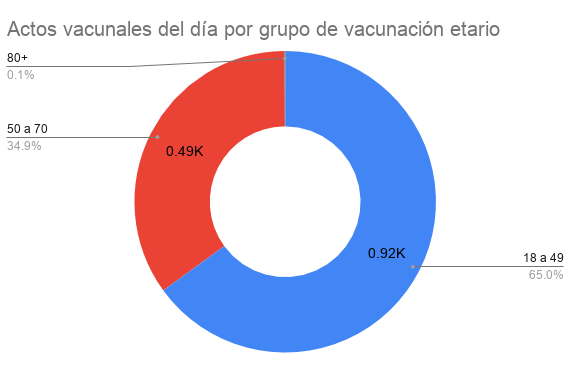 Actos vacunales del día por grupo de vacunación etario
80+
0.1%
50 a 70
34.9%
0.49K
0.92K
18 a 49
65.0%